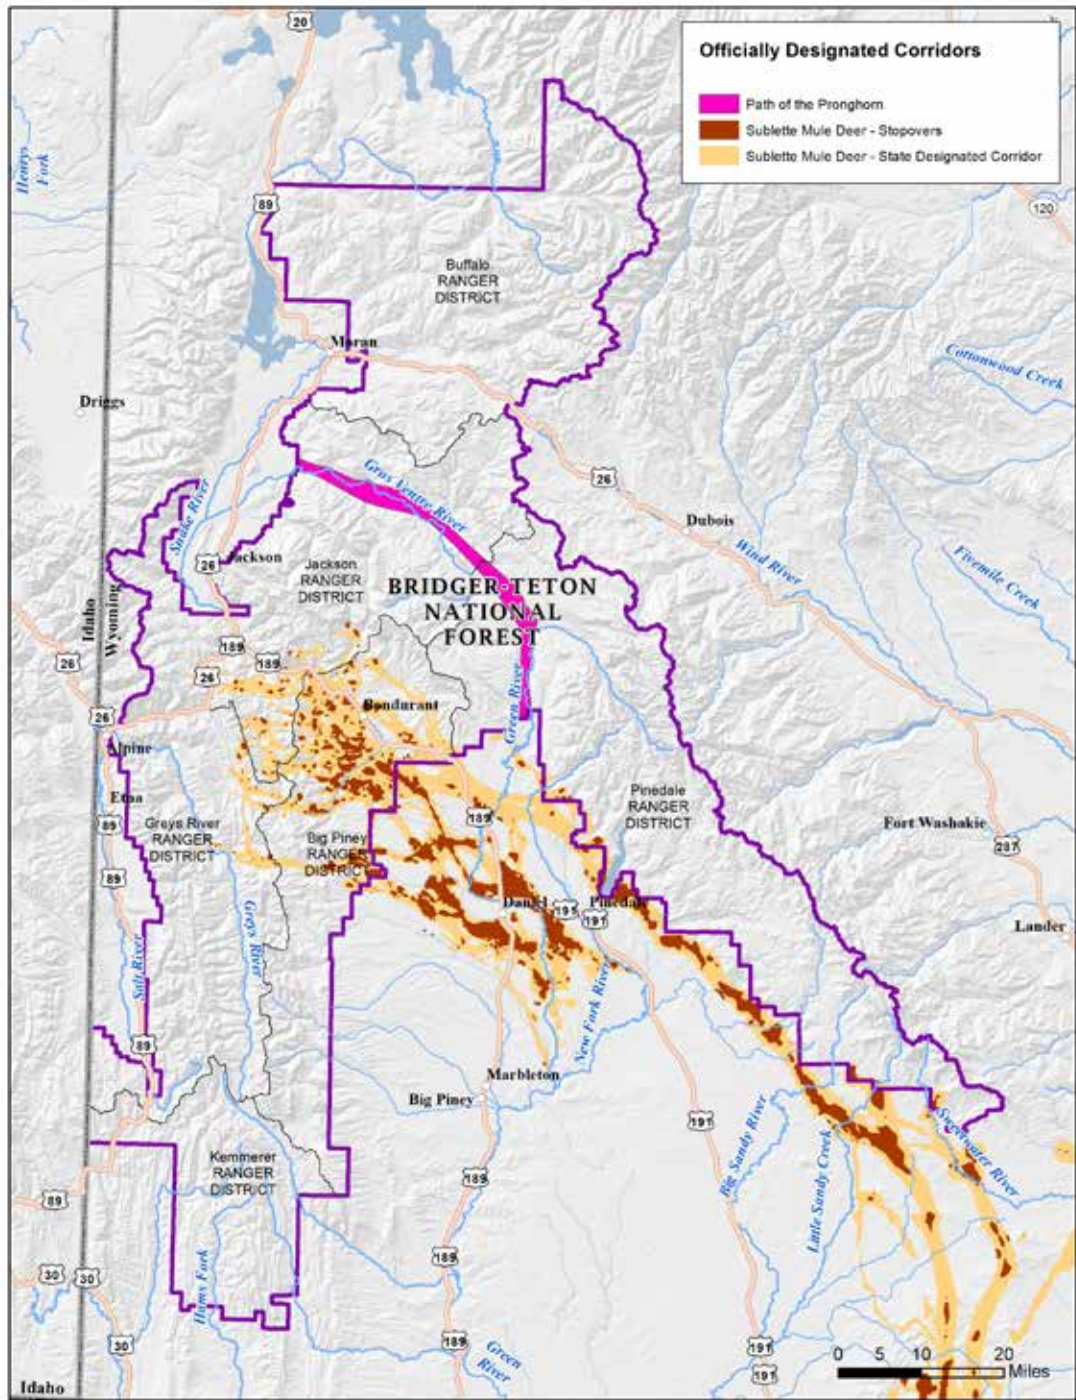 Officially Designated Corridors
Path of the Pronghorn
Sublette Mule Deer - Stopovers
Sublette Mule Deer - State Designated Corridor
20
Henrys
Fork
89
120
Buffalo
RANGER
DISTRICT
Moran
Cottonwood Creek
Driggs
Gros Ventre River
26
Snake River
Dubois
Wind River
Fivemile Creek
26
Jackson
Jackson
RANGER
DISTRICT
BRIDGER-TETON
NATIONAL
FOREST
Idaho
Wyoming
189
189
26
26
Green River
Bondurant
26
Alpine
Etna
89
Greys River
RANGER
DISTRICT
Big Piney
RANGER
DISTRICT
189
Pinedale
RANGER
DISTRICT
Fort Washakie
287
89
Daniel
191
191
Pinedale
Lander
Greys River
Salt River
New Fork River
89
Marbleton
Big Piney
191
Big Sandy River
Little Sandy Creek
Sweetwater River
Kemmerer
RANGER
DISTRICT
189
89
Hams Fork
189
30
30
30
189
Green
River
191
191
0 5 10 20
Miles
Idaho